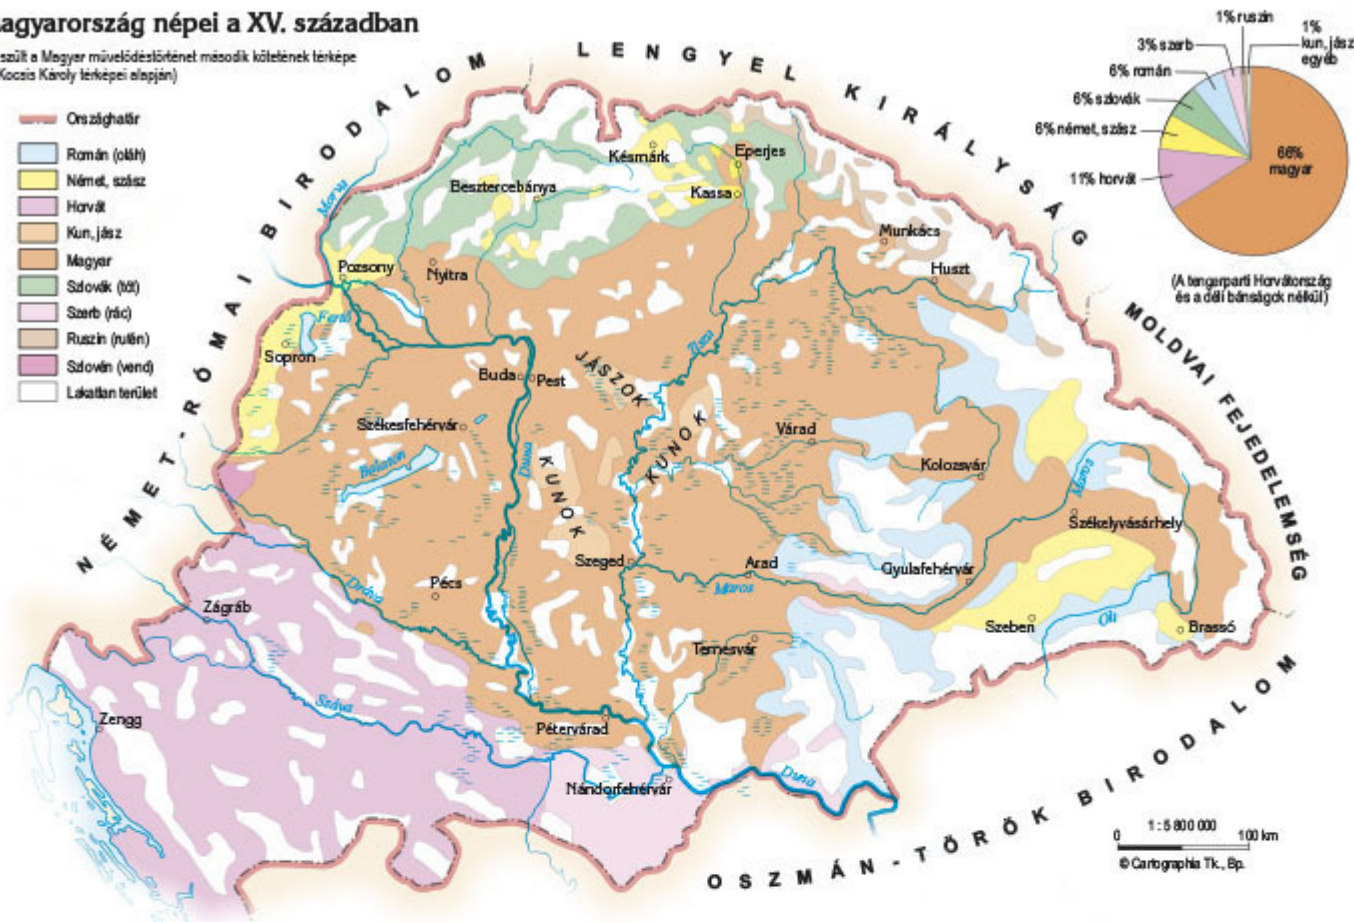 agyarország népei a XV. században
szült a Magyar művelődéstörténet második kötetének térképe
Kocsis Károly térképei alapján)
Országhatár
Román (oláh)
Német, szász
Horvát
Kun, jász
Magyar
Szlovák (tót)
Szerb (rác)
Ruszin (rutén)
Szlovén (vend)
Lakatlan terület
1% ruszin
1%
kun, jász
egyéb
3% szerb
6% román
6% szlovák
6% német, szász
11% horvát
66%
magyar
(A tengerparti Horvátország
és a déli bánságok nélkül)
NÉMET-RÓMAI BIRODALOM
LENGYEL KIRÁLYSÁG
MOLDVAI FEJEDELEMSÉG
OSZMÁN-TÖRÖK BIRODALOM
Morva
Késmárk
Eperjes
Besztercebánya
Kassa
Munkács
Huszt
Pozsony
Nyitra
Fertő
Sopron
Tisza
JÁSZOK
Buda
Pest
Székesfehérvár
Balaton
Duna
KUNOK
KUNOK
Várad
Kolozsvár
Maros
Székelyvásárhely
Szeged
Arad
Gyulafehérvár
Maros
Pécs
Dráva
Zágráb
Szeben
Olt
Brassó
Temesvár
Száva
Zengg
Pétervárad
Nándorfehérvár
Duna
1 : 5 800 000
0 100 km
© Cartographia Tk., Bp.